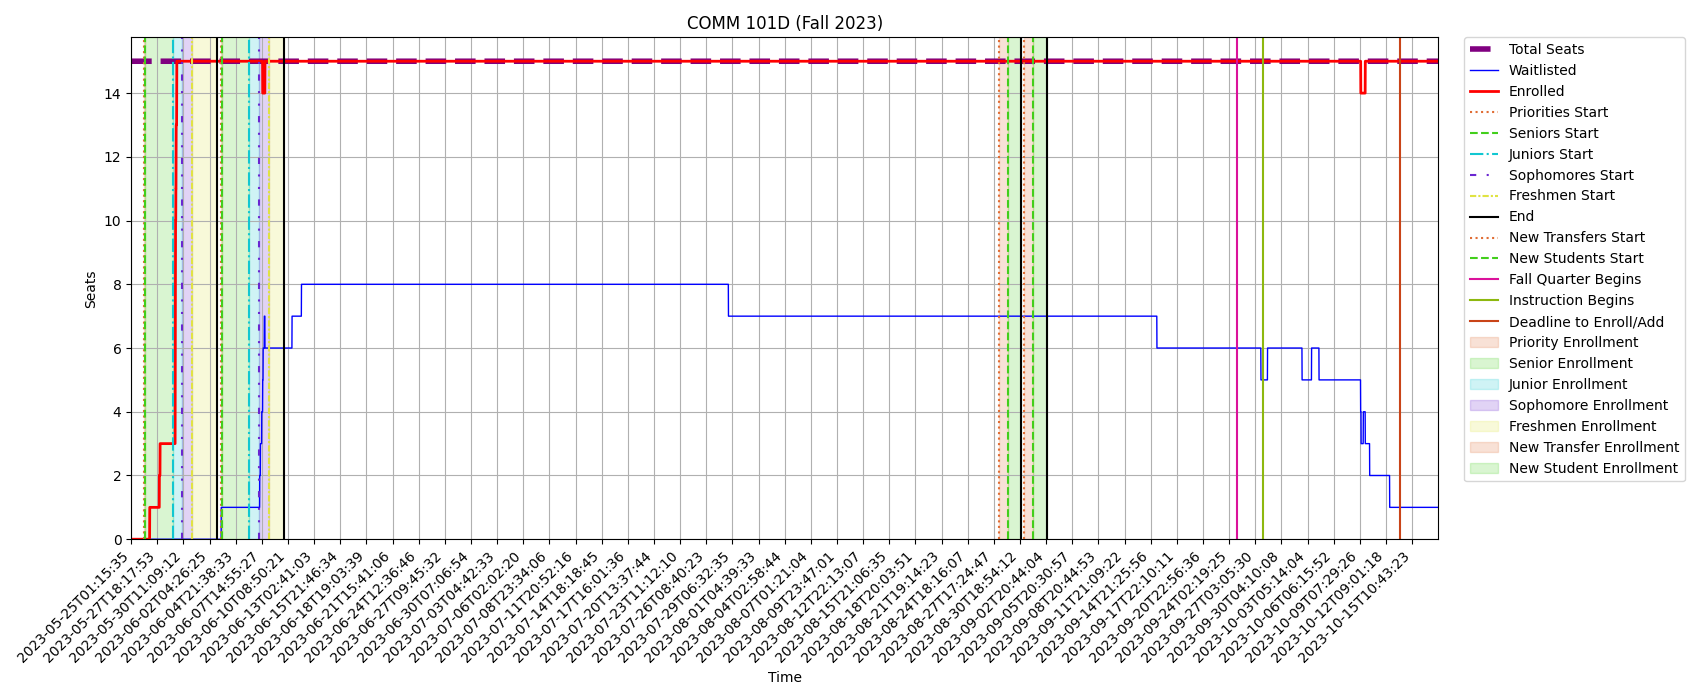 COMM 101D (Fall 2023)
Seats
14
12
10
8
6
4
2
0
2023-05-25T01:15:35
2023-05-27T18:17:53
2023-05-30T11:09:12
2023-06-02T04:26:25
2023-06-04T21:38:33
2023-06-07T14:55:27
2023-06-10T08:50:21
2023-06-13T02:41:03
2023-06-15T21:46:34
2023-06-18T19:03:39
2023-06-21T15:41:06
2023-06-24T12:36:46
2023-06-27T09:45:32
2023-06-30T07:06:54
2023-07-03T04:42:33
2023-07-06T02:02:20
2023-07-08T23:34:06
2023-07-11T20:52:16
2023-07-14T18:18:45
2023-07-17T16:01:36
2023-07-20T13:37:44
2023-07-23T11:12:10
2023-07-26T08:40:23
2023-07-29T06:32:35
2023-08-01T04:39:33
2023-08-04T02:58:44
2023-08-07T01:21:04
2023-08-09T23:47:01
2023-08-12T22:13:07
2023-08-15T21:06:35
2023-08-18T20:03:51
2023-08-21T19:14:23
2023-08-24T18:16:07
2023-08-27T17:24:47
2023-08-30T18:54:12
2023-09-02T20:44:04
2023-09-05T20:30:57
2023-09-08T20:44:53
2023-09-11T21:09:22
2023-09-14T21:25:56
2023-09-17T22:10:11
2023-09-20T22:56:36
2023-09-24T02:19:25
2023-09-27T03:05:30
2023-09-30T04:10:08
2023-10-03T05:14:04
2023-10-06T06:15:52
2023-10-09T07:29:26
2023-10-12T09:01:18
2023-10-15T10:43:23
Time
Total Seats
Waitlisted
Enrolled
Priorities Start
Seniors Start
Juniors Start
Sophomores Start
Freshmen Start
End
New Transfers Start
New Students Start
Fall Quarter Begins
Instruction Begins
Deadline to Enroll/Add
Priority Enrollment
Senior Enrollment
Junior Enrollment
Sophomore Enrollment
Freshmen Enrollment
New Transfer Enrollment
New Student Enrollment